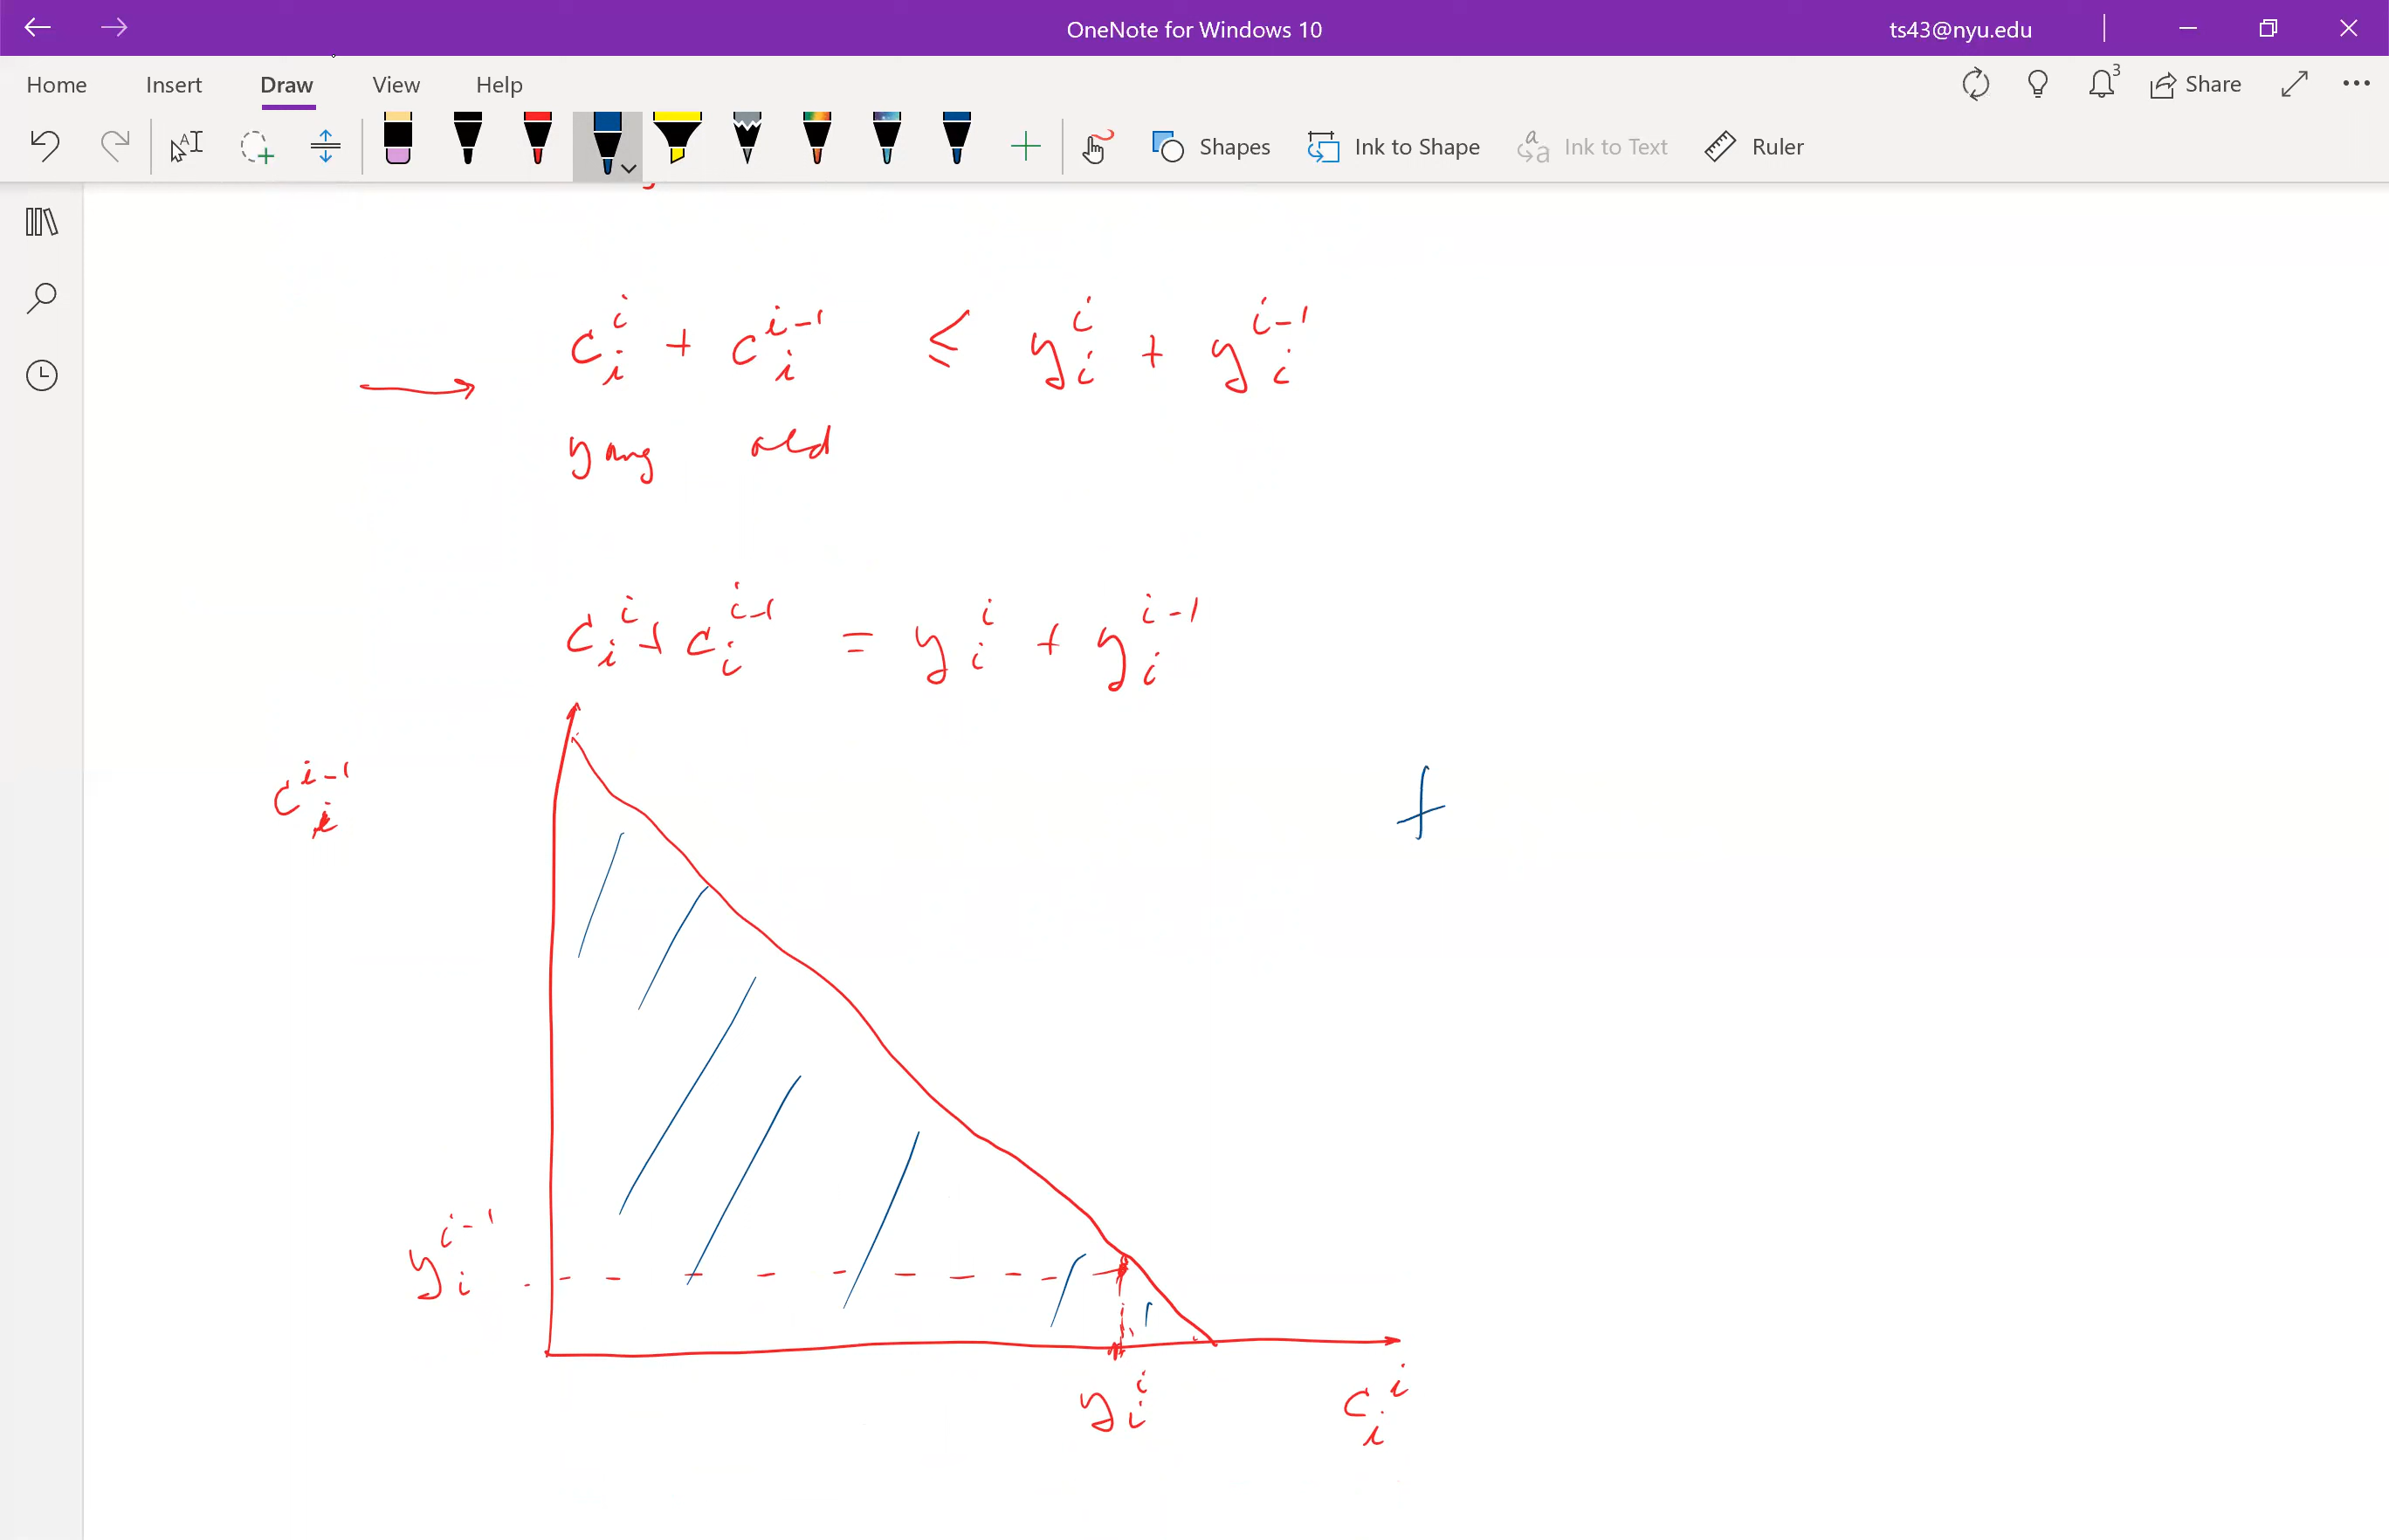 OneNote for Windows 10 ts43@nyu.edu
Home Insert Draw View Help 3 Share
Shapes Ink to Shape Ink to Text Ruler
c_i^i + c_i^{i-1} ≤ y_i^i + y_i^{i-1}
young old
c_i^i + c_i^{i-1} = y_i^i + y_i^{i-1}
c_i^{i-1}
f
y_i^{i-1}
y_i^i
c_i^i